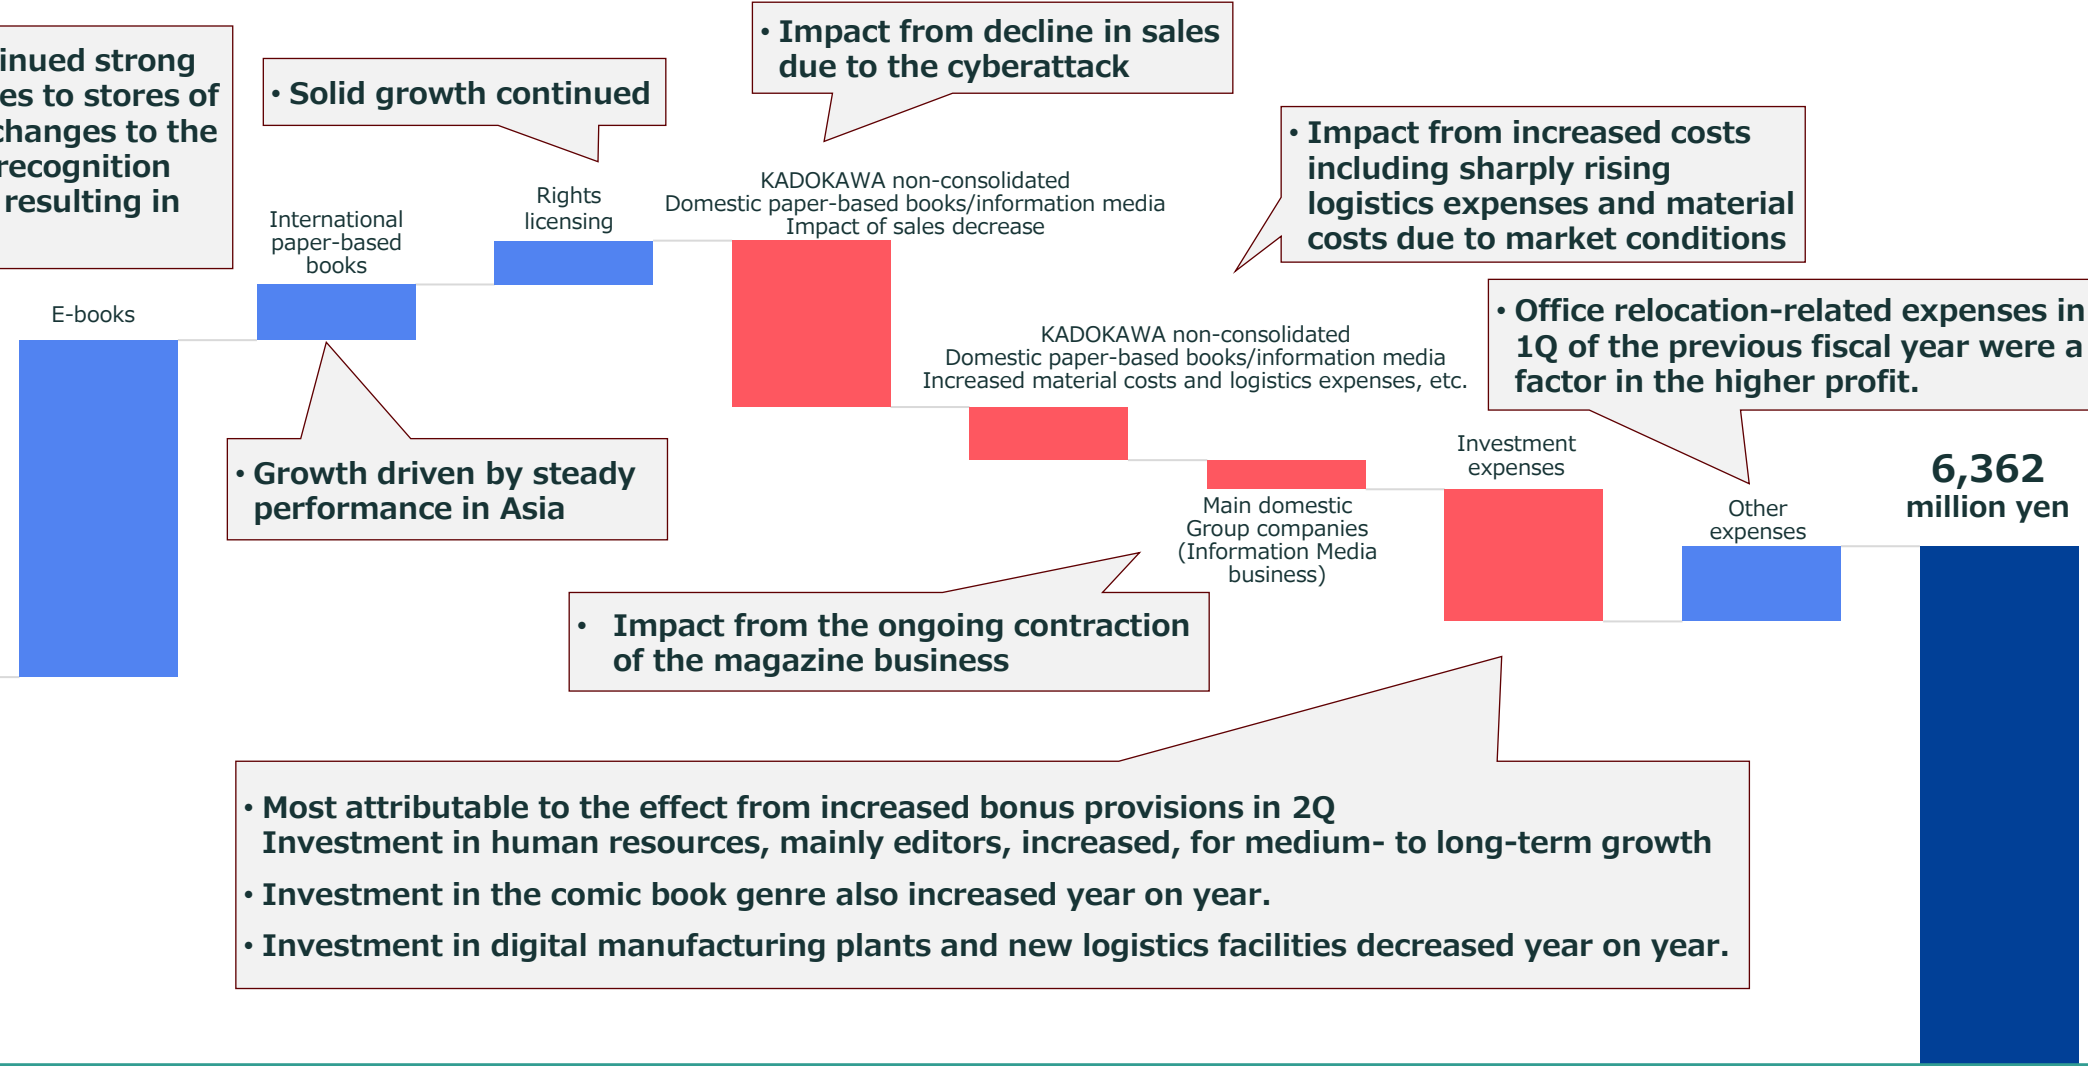 inued strong
es to stores of
changes to the
recognition
resulting in
• Solid growth continued
• Impact from decline in sales
due to the cyberattack
• Impact from increased costs
including sharply rising
logistics expenses and material
costs due to market conditions
• Office relocation-related expenses in
1Q of the previous fiscal year were a
factor in the higher profit.
E-books
International
paper-based
books
Rights
licensing
KADOKAWA non-consolidated
Domestic paper-based books/information media
Impact of sales decrease
KADOKAWA non-consolidated
Domestic paper-based books/information media
Increased material costs and logistics expenses, etc.
Main domestic
Group companies
(Information Media
business)
Investment
expenses
Other
expenses
6,362
million yen
• Growth driven by steady
performance in Asia
• Impact from the ongoing contraction
of the magazine business
• Most attributable to the effect from increased bonus provisions in 2Q
Investment in human resources, mainly editors, increased, for medium- to long-term growth
• Investment in the comic book genre also increased year on year.
• Investment in digital manufacturing plants and new logistics facilities decreased year on year.